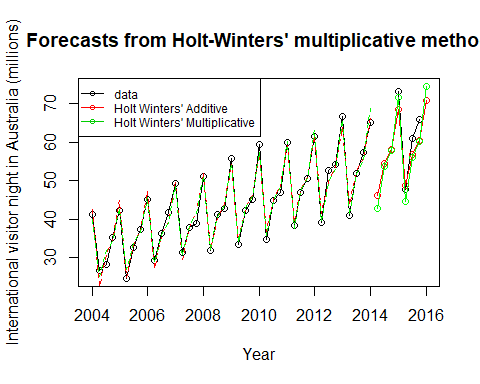 Forecasts from Holt-Winters' multiplicative metho
International visitor night in Australia (millions)
data
Holt Winters' Additive
Holt Winters' Multiplicative
70
60
50
40
30
2004 2006 2008 2010 2012 2014 2016
Year